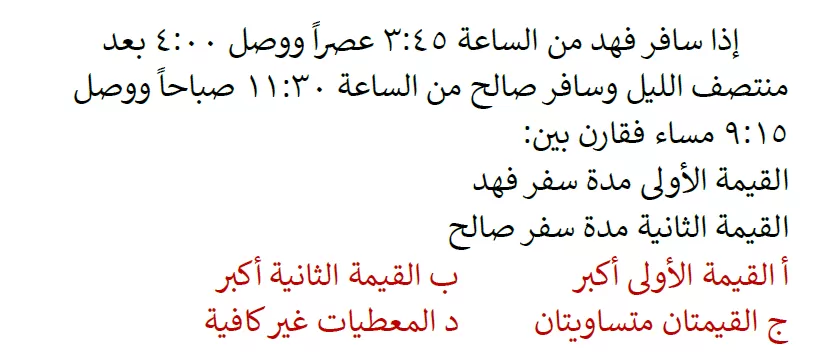 إذا سافر فهد من الساعة ٣:٤٥ عصراً ووصل ٤:٠٠ بعد
منتصف الليل وسافر صالح من الساعة ١١:٣٠ صباحاً ووصل
٩:١٥ مساء فقارن بين:
القيمة الأولى مدة سفر فهد
القيمة الثانية مدة سفر صالح
أ القيمة الأولى أكبر ب القيمة الثانية أكبر
ج القيمتان متساويتان د المعطيات غير كافية